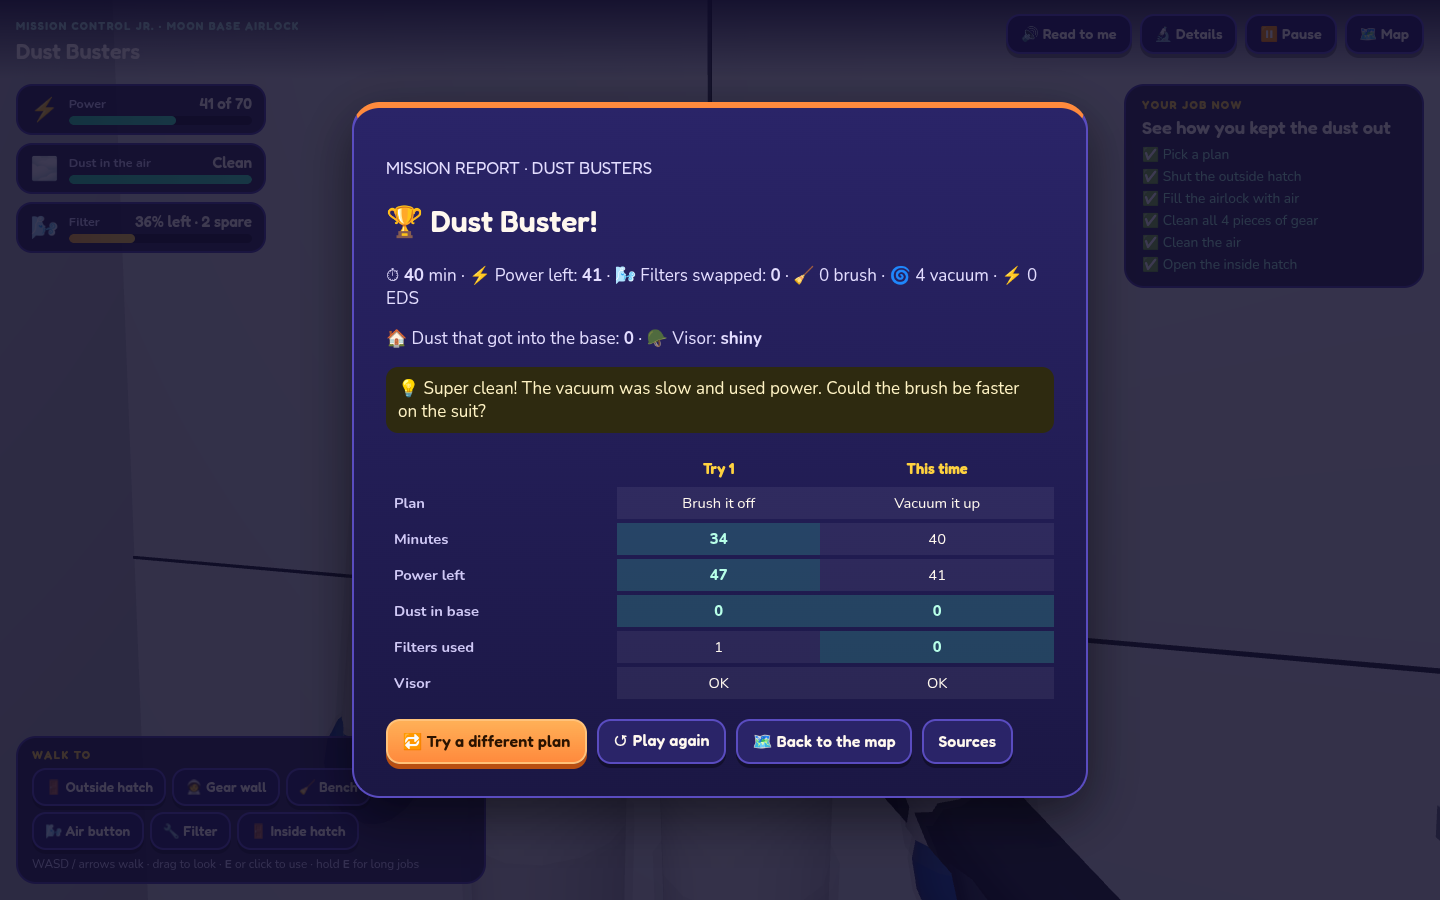 MISSION CONTROL JR. · MOON BASE AIRLOCK
Dust Busters
🔊 Read to me
🔬 Details
⏸ Pause
🗺 Map
⚡ Power 41 of 70
Dust in the air Clean
Filter 36% left · 2 spare
YOUR JOB NOW
See how you kept the dust out
✅ Pick a plan
✅ Shut the outside hatch
✅ Fill the airlock with air
✅ Clean all 4 pieces of gear
✅ Clean the air
✅ Open the inside hatch
MISSION REPORT · DUST BUSTERS
🏆 Dust Buster!
⏱ 40 min · ⚡ Power left: 41 · 🌬 Filters swapped: 0 · 🧹 0 brush · 🌀 4 vacuum · ⚡ 0
EDS
🏠 Dust that got into the base: 0 · 🪖 Visor: shiny
💡 Super clean! The vacuum was slow and used power. Could the brush be faster
on the suit?
Try 1 This time
Plan Brush it off Vacuum it up
Minutes 34 40
Power left 47 41
Dust in base 0 0
Filters used 1 0
Visor OK OK
🔁 Try a different plan
↺ Play again
🗺 Back to the map
Sources
WALK TO
Outside hatch
Gear wall
Bench
Air button
Filter
Inside hatch
WASD / arrows walk · drag to look · E or click to use · hold E for long jobs